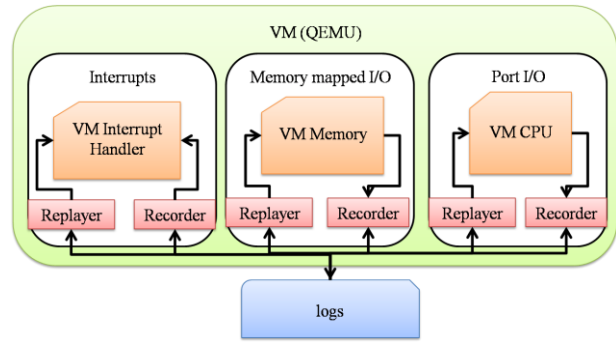 VM (QEMU)
Interrupts
VM Interrupt
Handler
Replayer
Recorder
Memory mapped I/O
VM Memory
Replayer
Recorder
Port I/O
VM CPU
Replayer
Recorder
logs